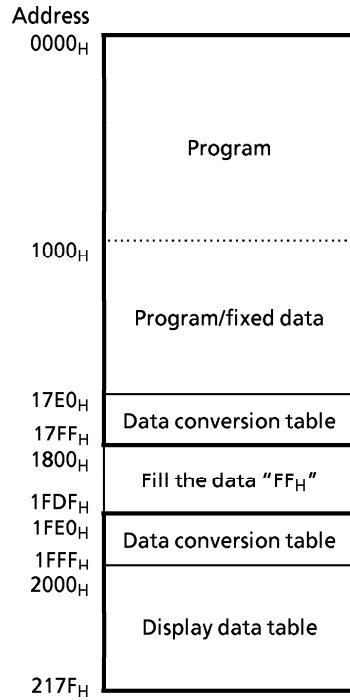 Address
0000H
Program
1000H
Program/fixed data
17E0H
Data conversion table
17FFH
1800H
Fill the data “FFH”
1FDFH
1FE0H
Data conversion table
1FFFH
2000H
Display data table
217FH